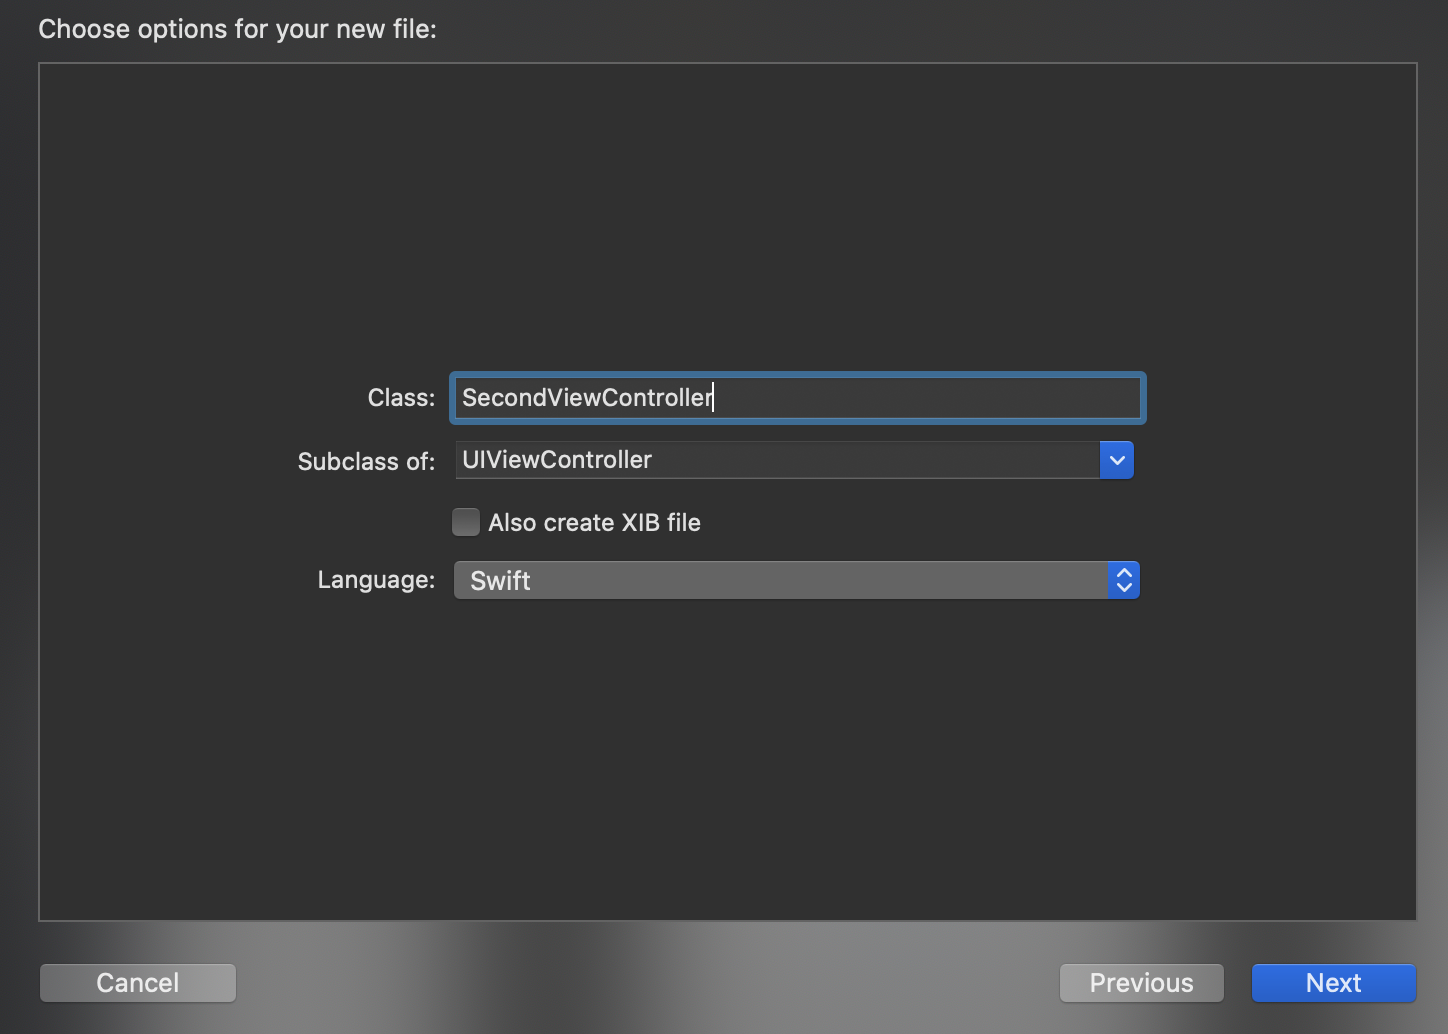 Choose options for your new file:
Class: SecondViewController
Subclass of: UIViewController
Also create XIB file
Language: Swift
Cancel Previous Next